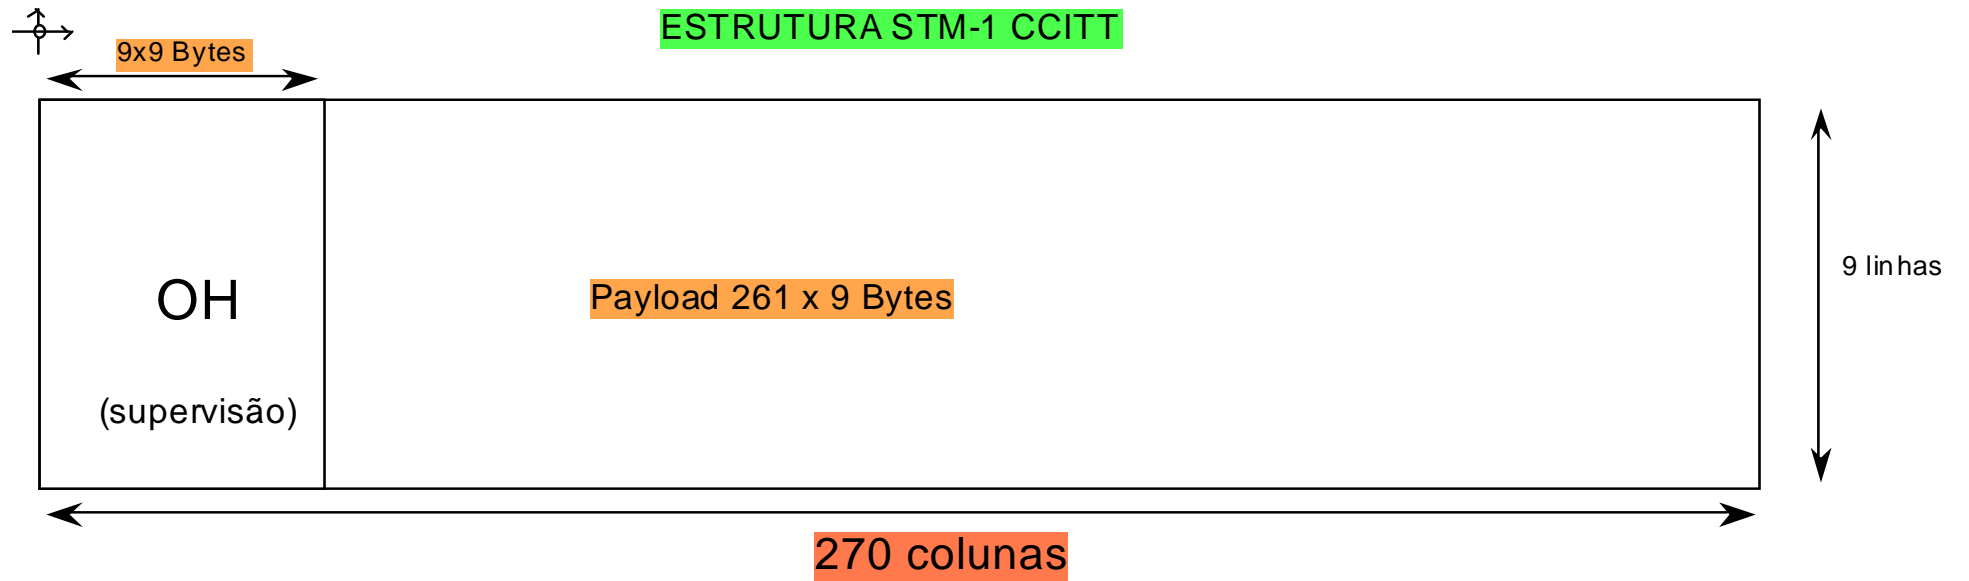 ESTRUTURA STM-1 CCITT
9x9 Bytes
OH
(supervisão)
Payload 261 x 9 Bytes
9 linhas
270 colunas